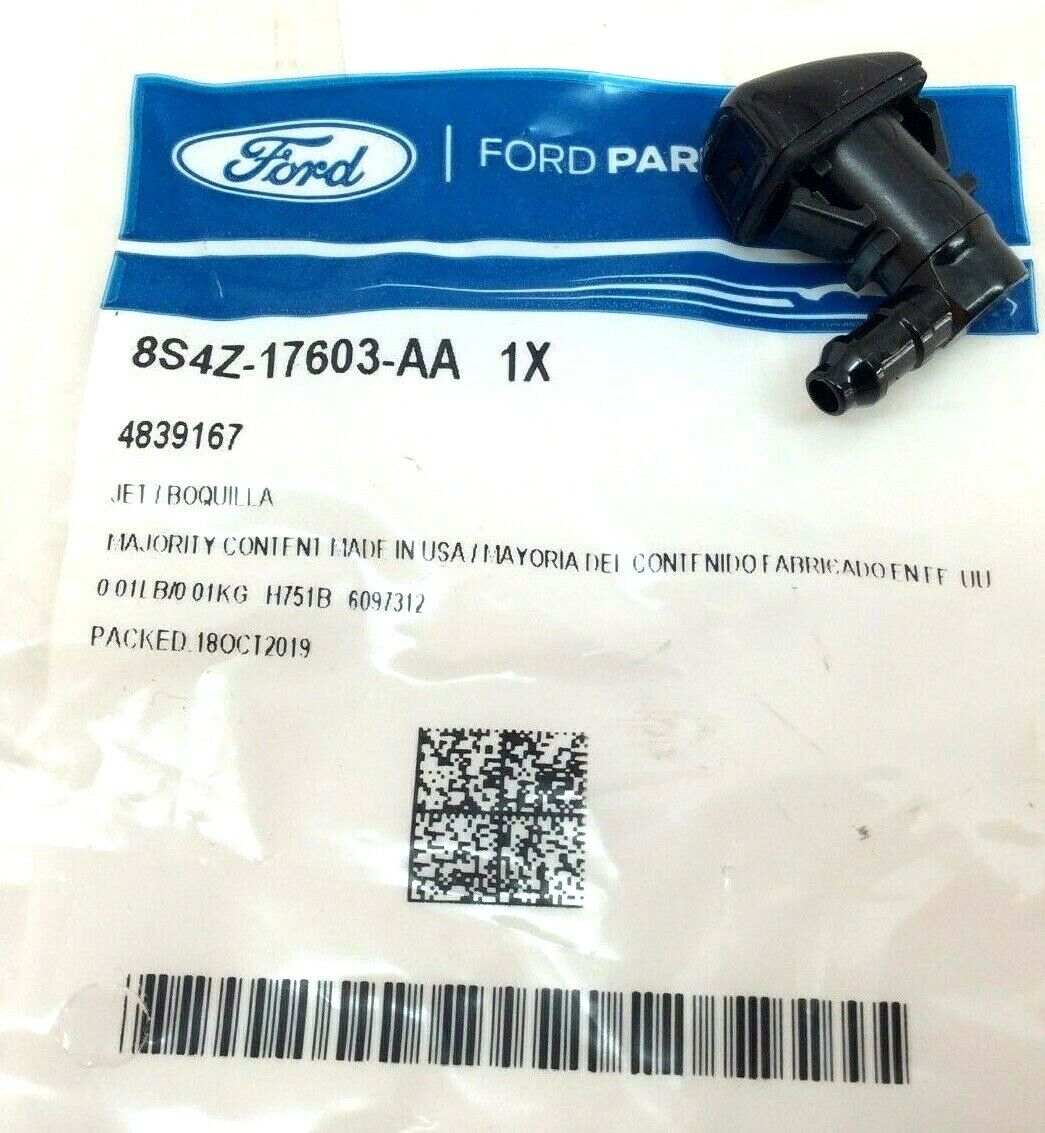 Ford | FORD PAR
8S4Z-17603-AA 1X
4839167
JET / BOQUILLA
MAJORITY CONTENT MADE IN USA / MAYORIA DEL CONTENIDO FABRICADO EN EE UU
0.01LB/0.01KG H751B 6097312
PACKED.18OCT2019